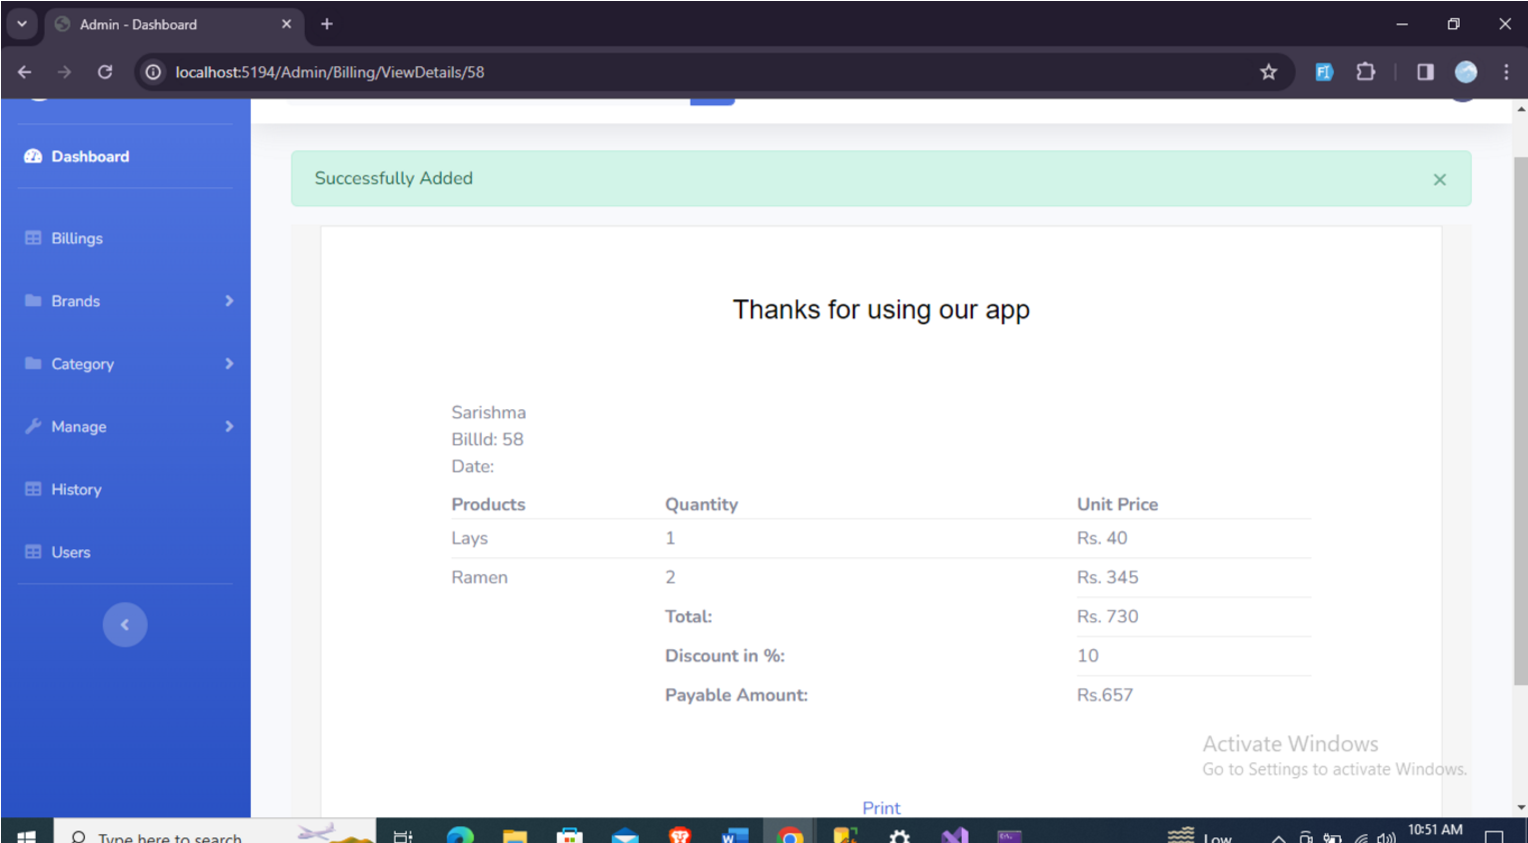 Admin - Dashboard
localhost:5194/Admin/Billing/ViewDetails/58
Dashboard
Billings
Brands
Category
Manage
History
Users
Successfully Added
Thanks for using our app
Sarishma
BillId: 58
Date:
Products Quantity Unit Price
Lays 1 Rs. 40
Ramen 2 Rs. 345
Total: Rs. 730
Discount in %: 10
Payable Amount: Rs.657
Activate Windows
Go to Settings to activate Windows.
Print
Type here to search
Low
10:51 AM